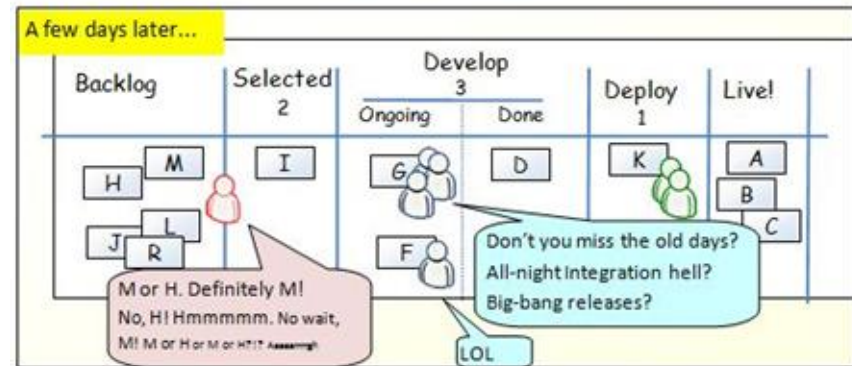 A few days later...
Backlog
Selected
2
Develop
3
Ongoing
Done
Deploy
1
Live!
H
M
J
L
R
I
G
F
D
K
A
B
C
M or H. Definitely M!
No, H! Hmmmmm. No wait,
M! M or H or M or H?!? Aaaaaargh
Don't you miss the old days?
All-night Integration hell?
Big-bang releases?
LOL